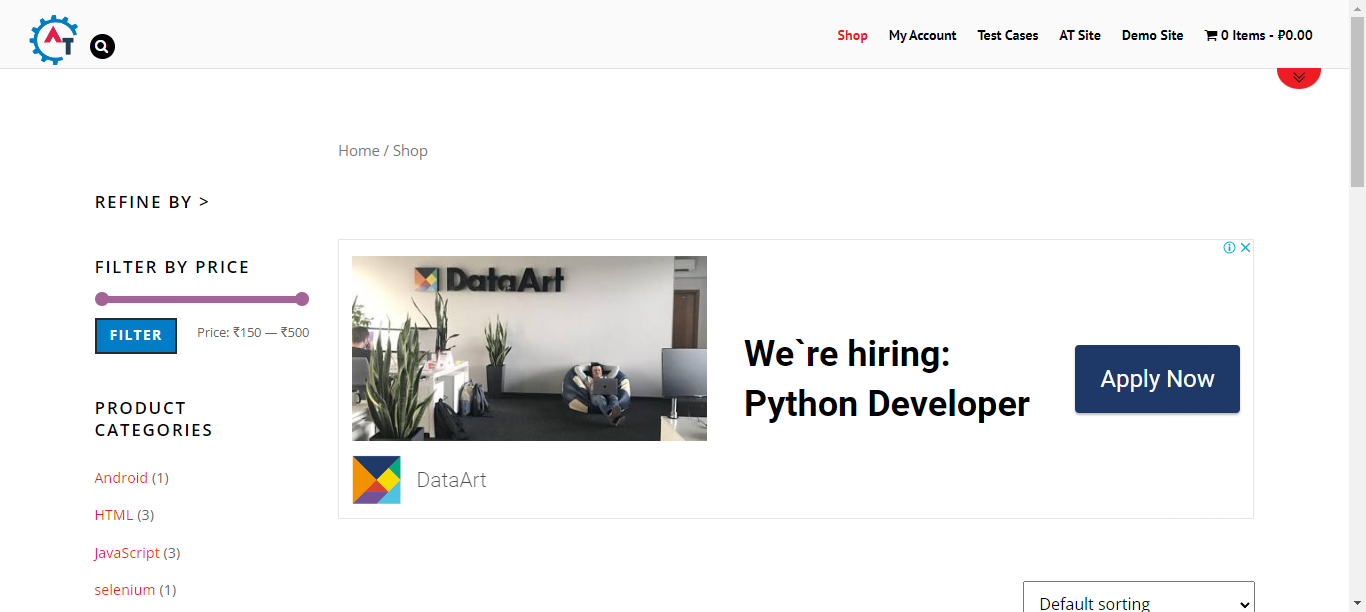 AT
Shop
My Account
Test Cases
AT Site
Demo Site
0 Items - ₽0.00
Home / Shop
REFINE BY >
FILTER BY PRICE
FILTER
Price: ₹150 — ₹500
PRODUCT
CATEGORIES
Android (1)
HTML (3)
JavaScript (3)
selenium (1)
DataArt
We`re hiring:
Python Developer
Apply Now
DataArt
Default sorting